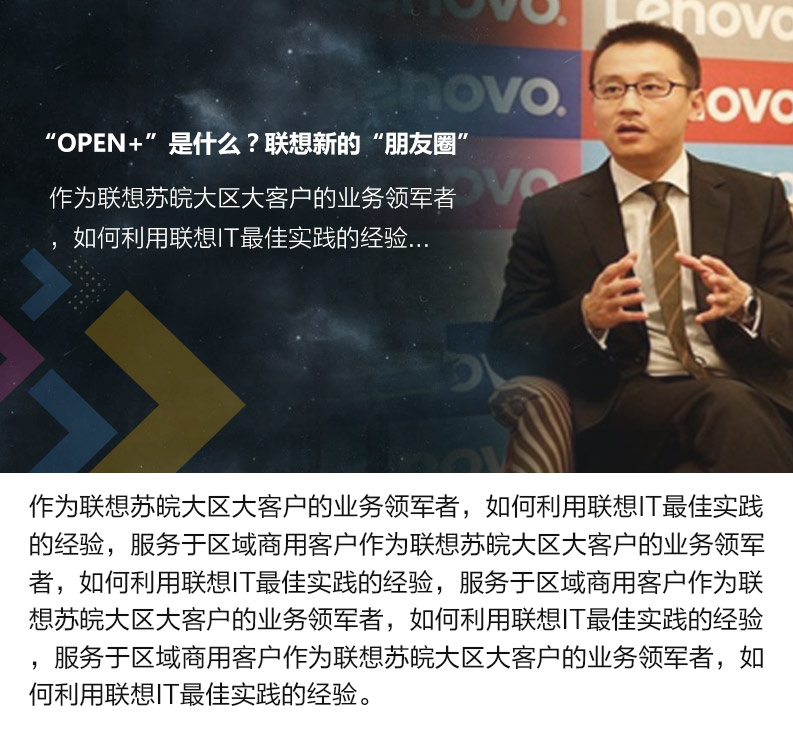 Lenovo
novo.
novo.
ovo
“OPEN+”是什么？联想新的“朋友圈”
作为联想苏皖大区大客户的业务领军者
，如何利用联想IT最佳实践的经验...
作为联想苏皖大区大客户的业务领军者，如何利用联想IT最佳实践
的经验，服务于区域商用客户作为联想苏皖大区大客户的业务领军
者，如何利用联想IT最佳实践的经验，服务于区域商用客户作为联
想苏皖大区大客户的业务领军者，如何利用联想IT最佳实践的经验
，服务于区域商用客户作为联想苏皖大区大客户的业务领军者，如
何利用联想IT最佳实践的经验。